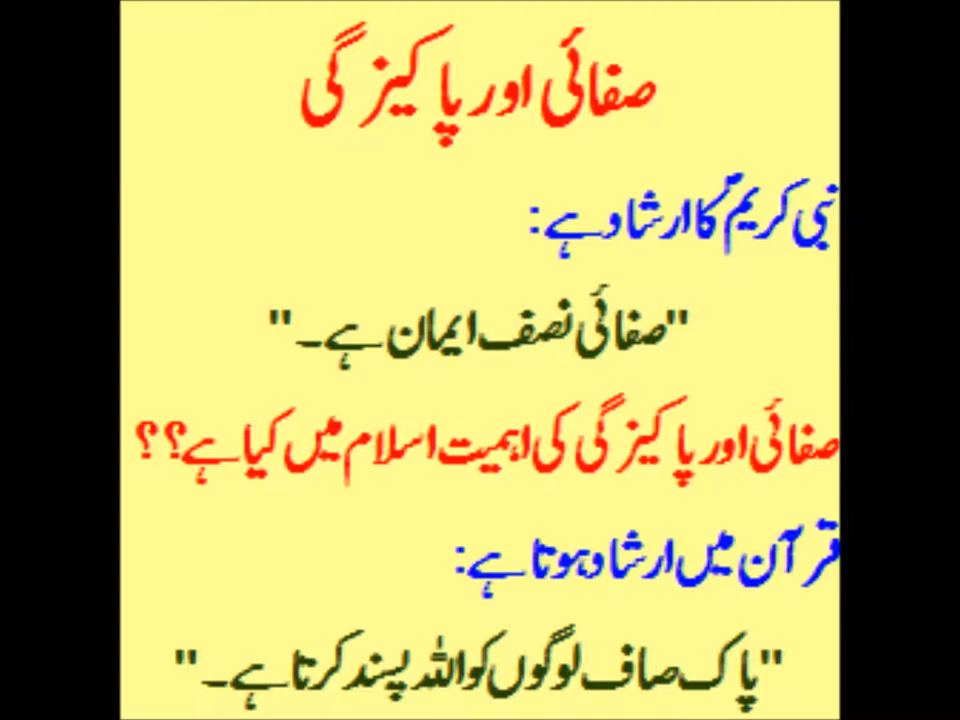 صفائی اور پاکیزگی
نبی کریمؐ کا ارشاد ہے:
"صفائی نصف ایمان ہے۔"
صفائی اور پاکیزگی کی اہمیت اسلام میں کیا ہے؟؟
قرآن میں ارشاد ہوتا ہے:
"پاک صاف لوگوں کو اللہ پسند کرتا ہے۔"